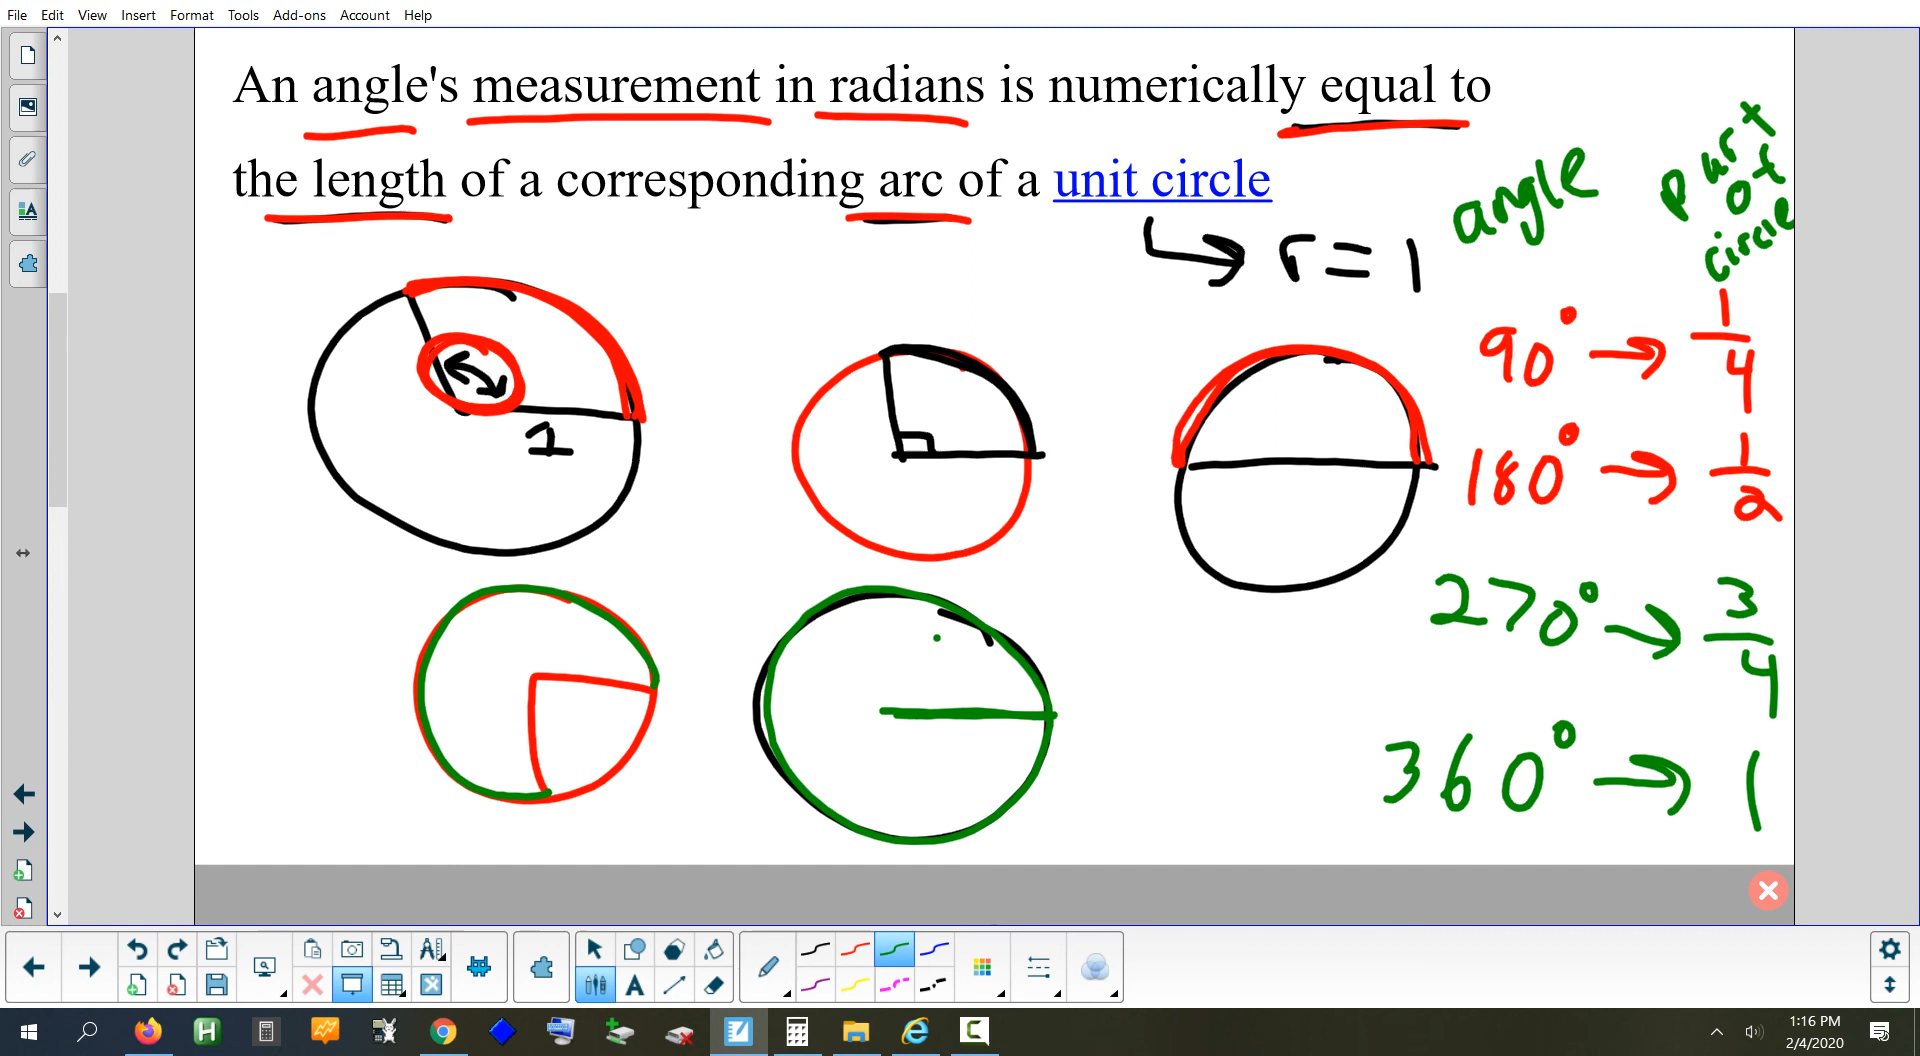 File Edit View Insert Format Tools Add-ons Account Help
An angle's measurement in radians is numerically equal to
the length of a corresponding arc of a unit circle
r = 1
angle
part
of
circle
90° → 1/4
180° → 1/2
270° → 3/4
360° → 1
1
1:16 PM
2/4/2020